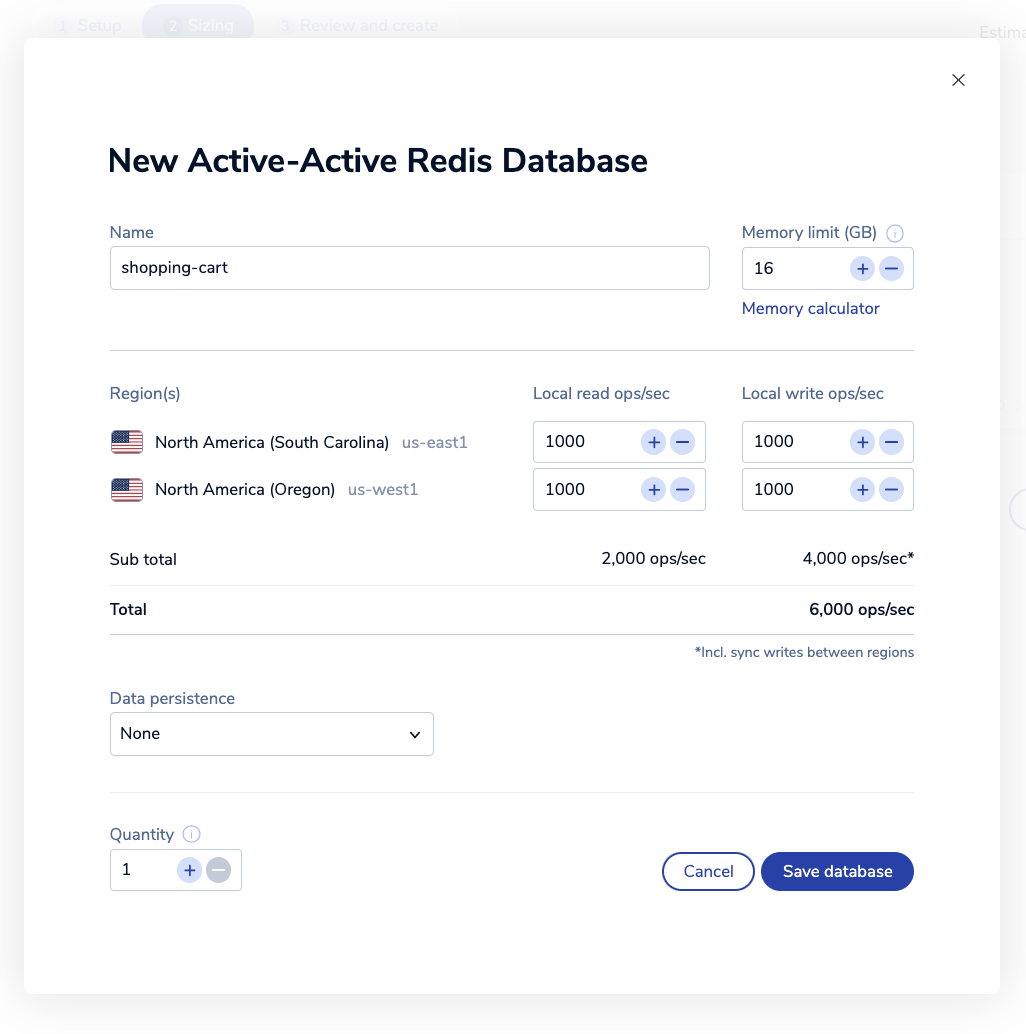 1 Setup 2 Sizing 3 Review and create
Estima
New Active-Active Redis Database
Name Memory limit (GB)
shopping-cart 16
Memory calculator
Region(s) Local read ops/sec Local write ops/sec
North America (South Carolina) us-east1 1000 1000
North America (Oregon) us-west1 1000 1000
Sub total 2,000 ops/sec 4,000 ops/sec*
Total 6,000 ops/sec
*Incl. sync writes between regions
Data persistence
None
Quantity
1
Cancel Save database